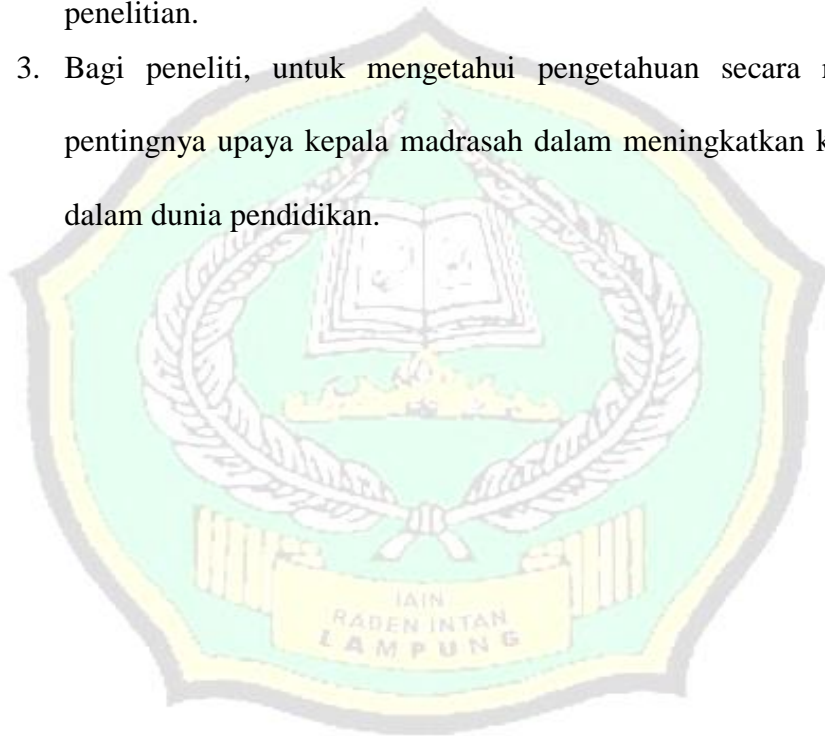 penelitian.
3. Bagi peneliti, untuk mengetahui pengetahuan secara
pentingnya upaya kepala madrasah dalam meningkatkan
dalam dunia pendidikan.
IAIN
RADEN INTAN
LAMPUNG